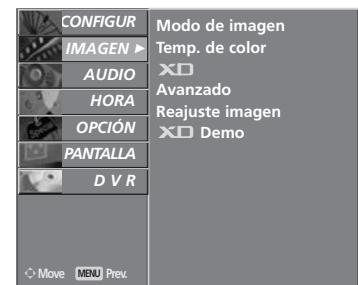 CONFIGUR
IMAGEN ►
AUDIO
HORA
OPCIÓN
PANTALLA
D V R
Modo de imagen
Temp. de color
XD
Avanzado
Reajuste imagen
XD Demo
Move MENU Prev.